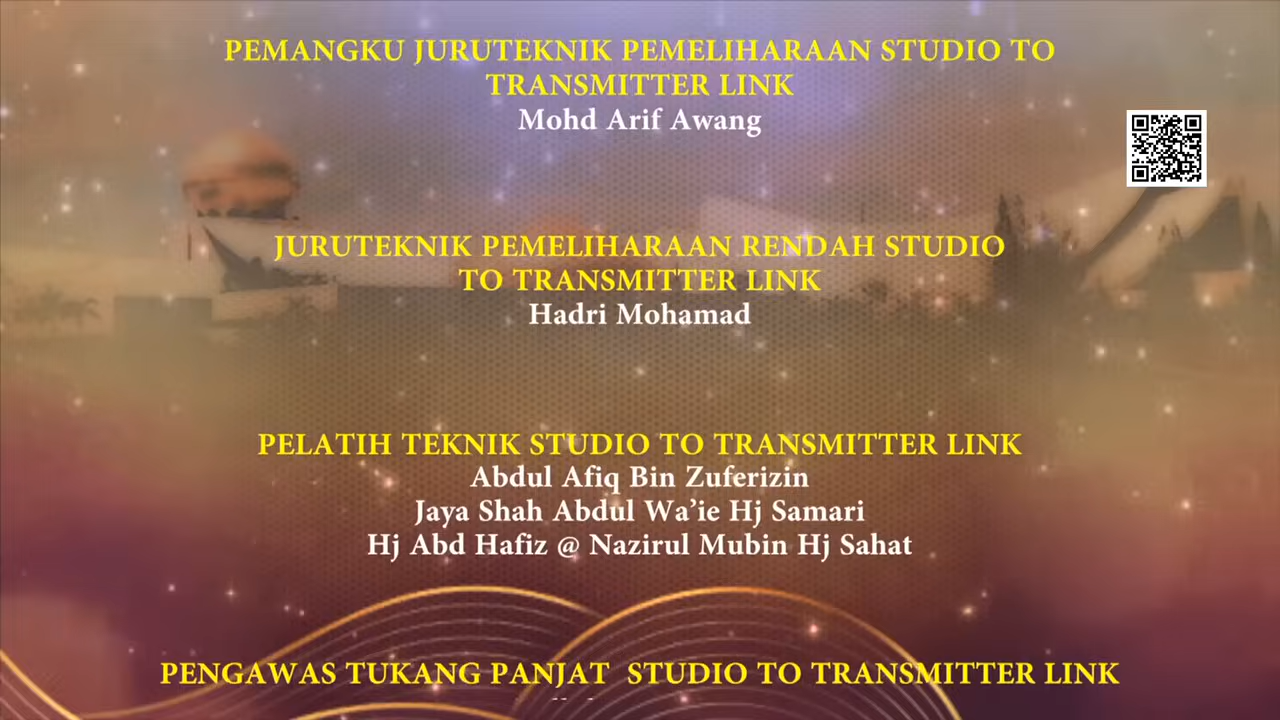 PEMANGKU JURUTEKNIK PEMELIHARAAN STUDIO TO
TRANSMITTER LINK
Mohd Arif Awang
JURUTEKNIK PEMELIHARAAN RENDAH STUDIO
TO TRANSMITTER LINK
Hadri Mohamad
PELATIH TEKNIK STUDIO TO TRANSMITTER LINK
Abdul Afiq Bin Zuferizin
Jaya Shah Abdul Wa’ie Hj Samari
Hj Abd Hafiz @ Nazirul Mubin Hj Sahat
PENGAWAS TUKANG PANJAT STUDIO TO TRANSMITTER LINK